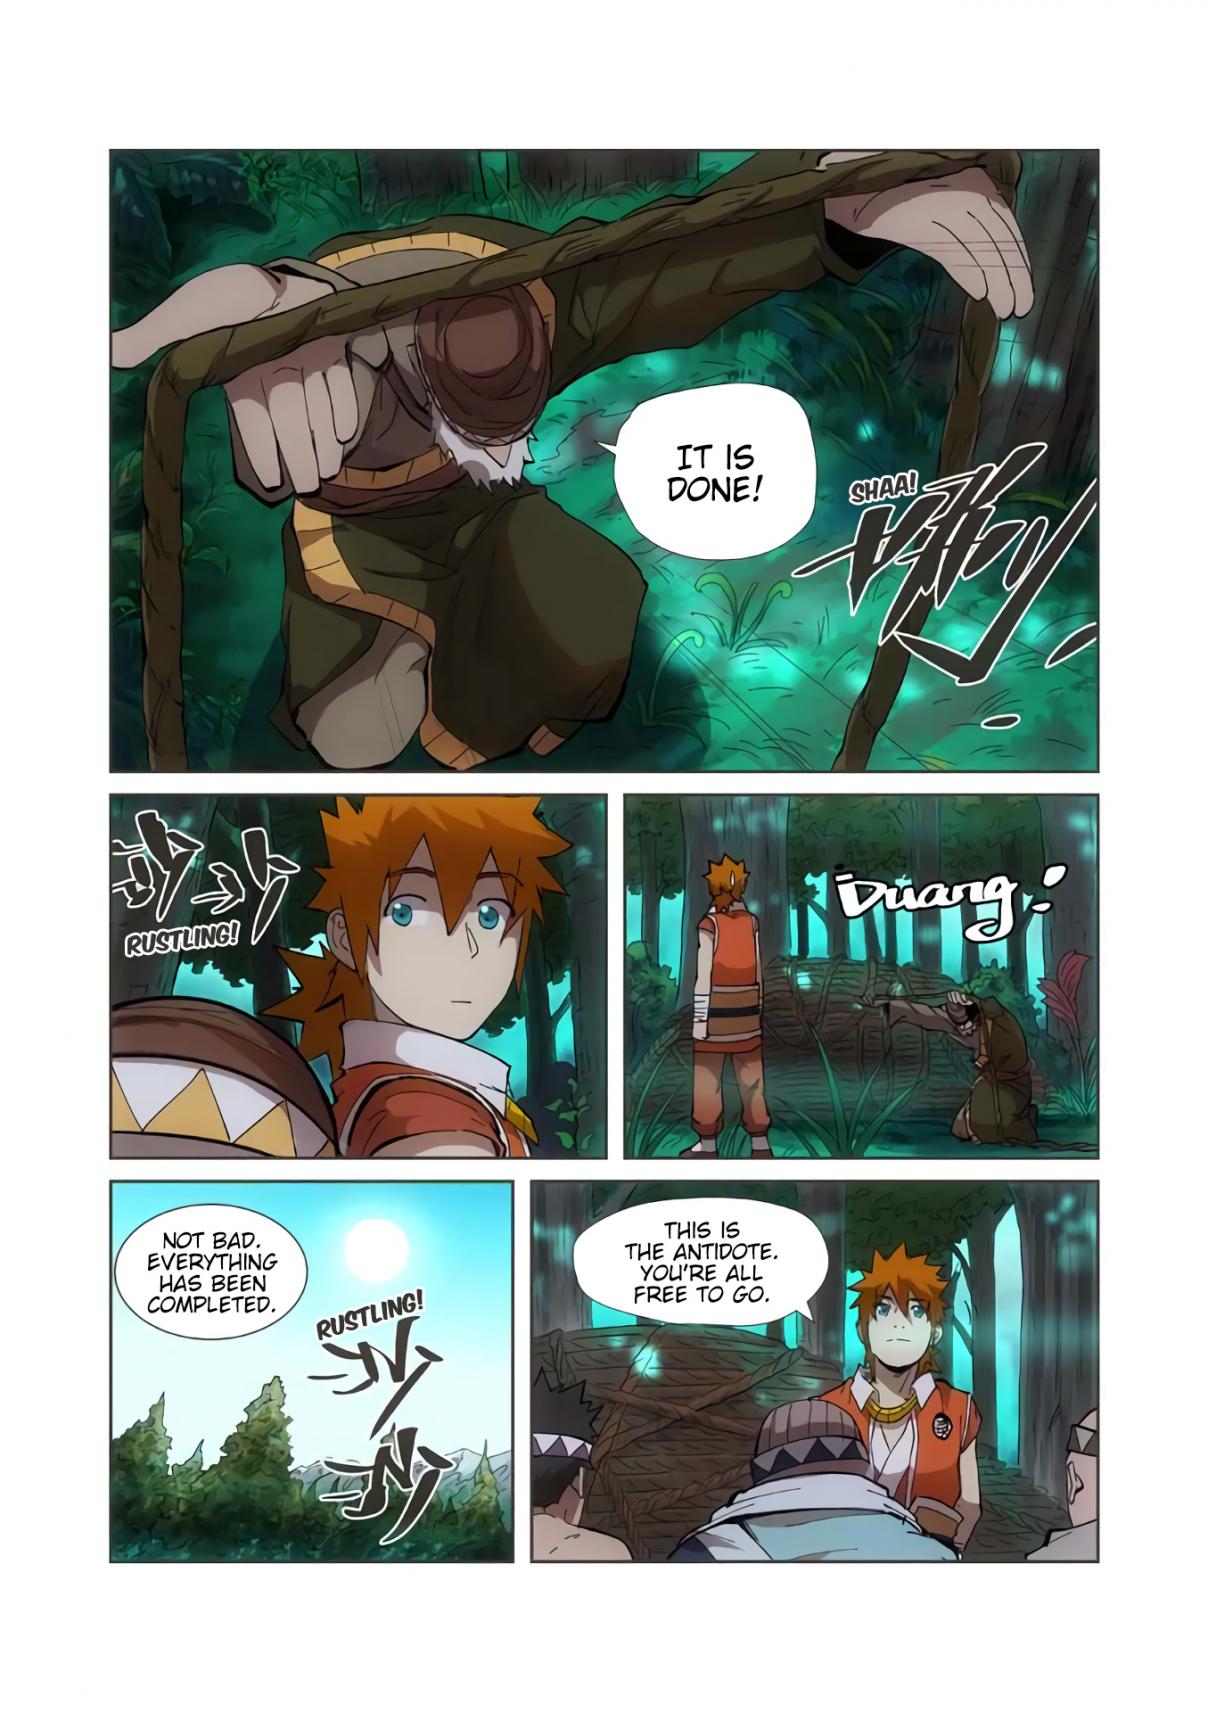 IT IS
DONE!
SHAA!
RUSTLING!
Duang!
NOT BAD.
EVERYTHING
HAS BEEN
COMPLETED.
RUSTLING!
THIS IS
THE ANTIDOTE.
YOU'RE ALL
FREE TO GO.